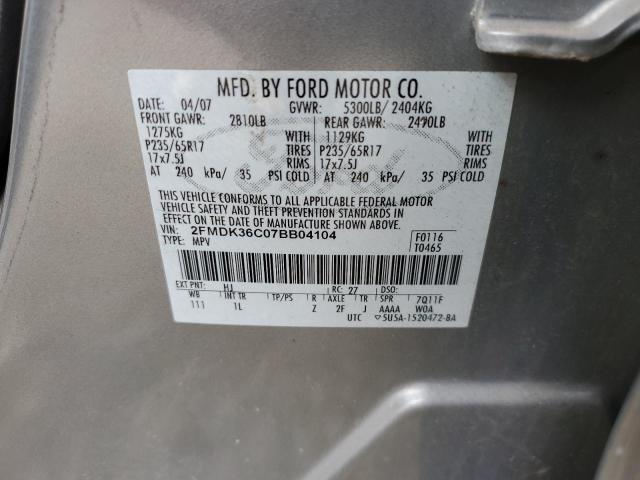 MFD. BY FORD MOTOR CO.
DATE: 04/07 GVWR: 5300LB/ 2404KG
FRONT GAWR: 2810LB REAR GAWR: 2490LB
1275KG WITH 1129KG WITH
P235/65R17 TIRES P235/65R17 TIRES
17x7.5J RIMS 17x7.5J RIMS
AT 240 kPa/ 35 PSI COLD AT 240 kPa/ 35 PSI COLD
THIS VEHICLE CONFORMS TO ALL APPLICABLE FEDERAL MOTOR
VEHICLE SAFETY AND THEFT PREVENTION STANDARDS IN
EFFECT ON THE DATE OF MANUFACTURE SHOWN ABOVE.
VIN: 2FMDK36C07BB04104 F0116
TYPE: MPV T0465
EXT PNT: HJ RC: 27 DSO:
WB INT TR TP/PS R AXLE TR SPR 7Q11F
111 1L Z 2F J AAAA WOA
UTC ▽5U5A-1520472-BA
Ford